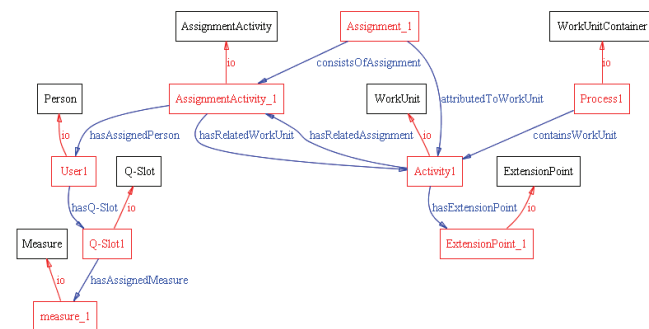 AssignmentActivity
Assignment_1
WorkUnitContainer
io
consistsOfAssignment
io
Person
AssignmentActivity_1
WorkUnit
attributedToWorkUnit
Process1
io
hasAssignedPerson
hasRelatedWorkUnit
hasRelatedAssignment
io
containsWorkUnit
User1
Q-Slot
Activity1
ExtensionPoint
hasQ-Slot
io
hasExtensionPoint
io
Measure
Q-Slot1
ExtensionPoint_1
io
hasAssignedMeasure
measure_1